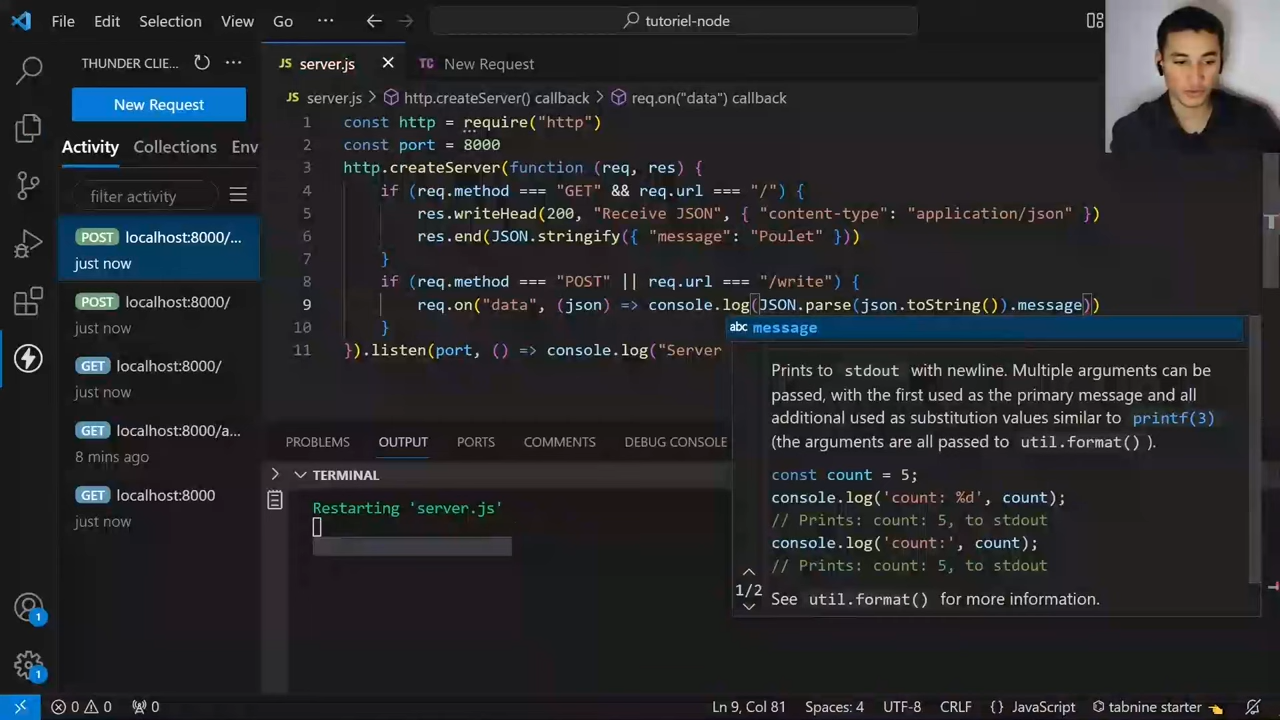 File Edit Selection View Go ··· tutoriel-node
THUNDER CLIE... ···
server.js
TC New Request
New Request
JS server.js > http.createServer() callback > req.on("data") callback
Activity Collections Env
filter activity
POST localhost:8000/...
just now
POST localhost:8000/
just now
GET localhost:8000/
just now
GET localhost:8000/a...
8 mins ago
GET localhost:8000
just now
1 const http = require("http")
2 const port = 8000
3 http.createServer(function (req, res) {
4 if (req.method === "GET" && req.url === "/") {
5 res.writeHead(200, "Receive JSON", { "content-type": "application/json" })
6 res.end(JSON.stringify({ "message": "Poulet" }))
7 }
8 if (req.method === "POST" || req.url === "/write") {
9 req.on("data", (json) => console.log(JSON.parse(json.toString()).message))
10 }
11 }).listen(port, () => console.log("Server
abc message
Prints to stdout with newline. Multiple arguments can be
passed, with the first used as the primary message and all
additional used as substitution values similar to printf(3)
(the arguments are all passed to util.format() ).
const count = 5;
console.log('count: %d', count);
// Prints: count: 5, to stdout
console.log('count:', count);
// Prints: count: 5, to stdout
1/2 See util.format() for more information.
PROBLEMS OUTPUT PORTS COMMENTS DEBUG CONSOLE
TERMINAL
Restarting 'server.js'
1
1
0 0 0 Ln 9, Col 81 Spaces: 4 UTF-8 CRLF {} JavaScript tabnine starter